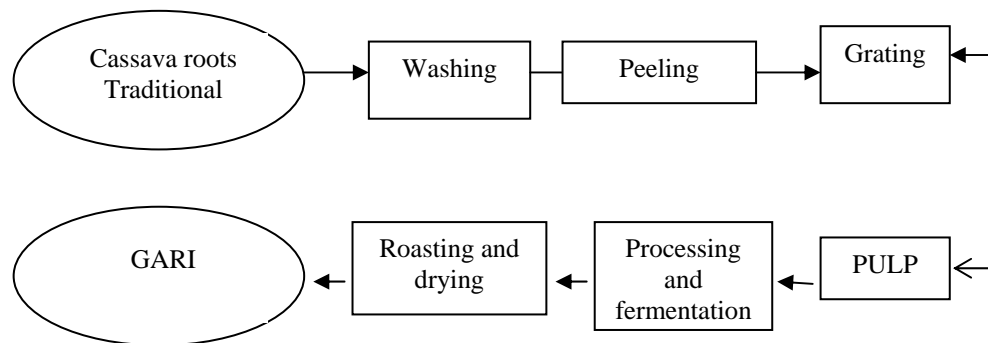 Cassava roots
Traditional
Washing
Peeling
Grating
GARI
Roasting and
drying
Processing
and
fermentation
PULP